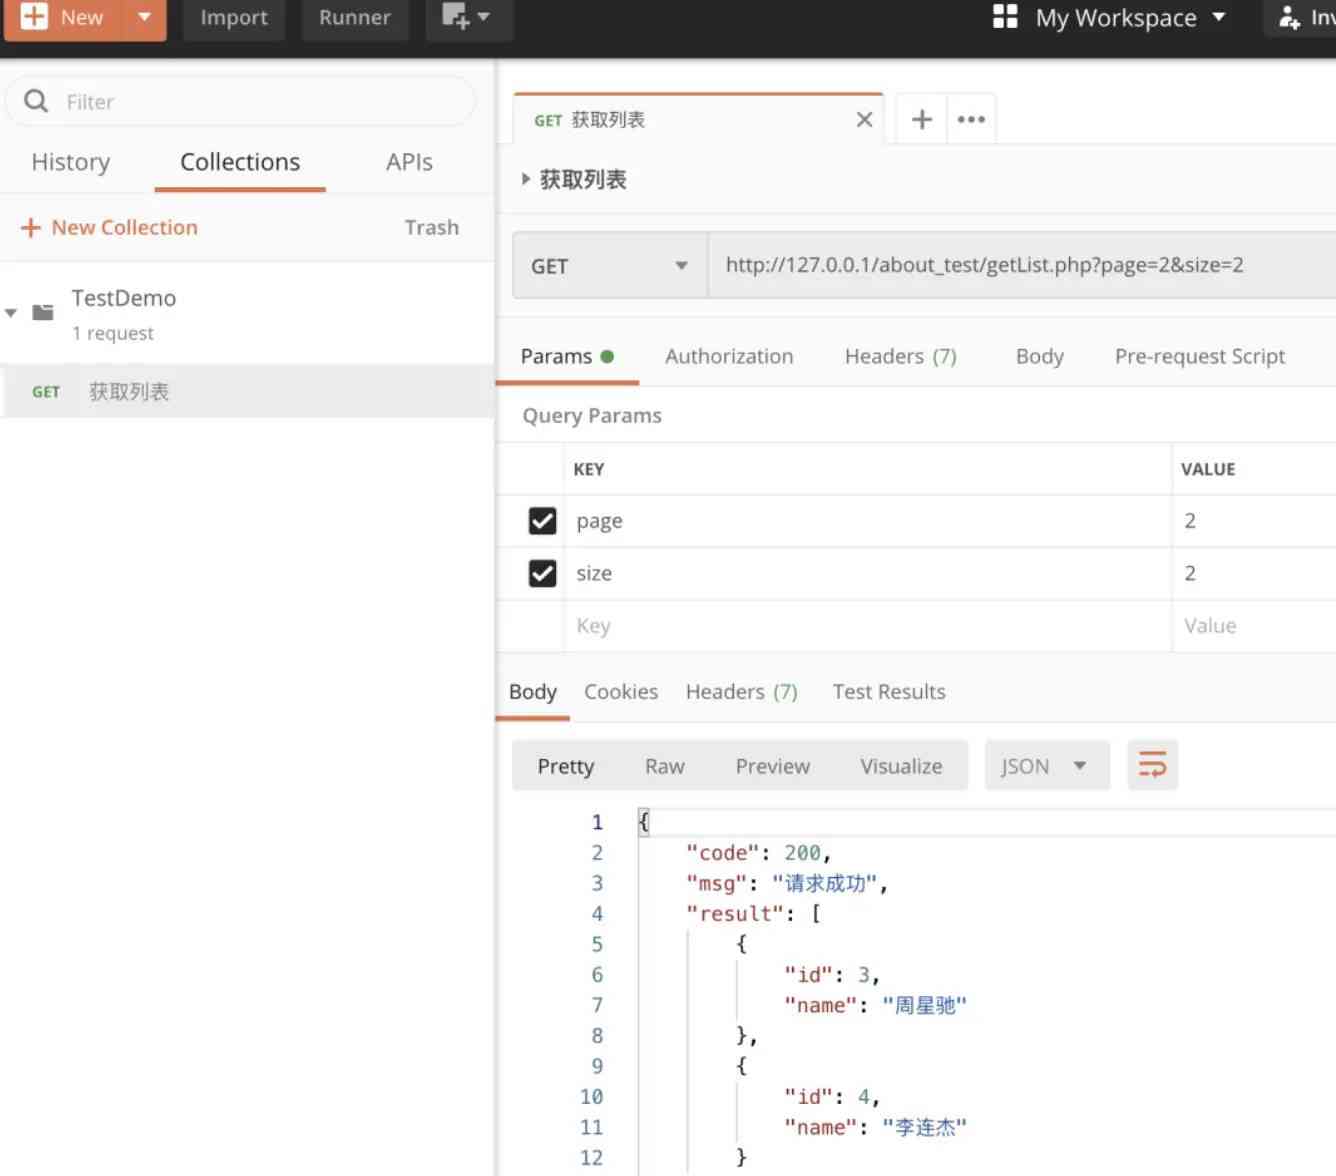 New Import Runner My Workspace Inv
Filter
History Collections APIs
+ New Collection Trash
TestDemo
1 request
GET 获取列表
GET 获取列表
获取列表
GET http://127.0.0.1/about_test/getList.php?page=2&size=2
Params Authorization Headers (7) Body Pre-request Script
Query Params
KEY VALUE
page 2
size 2
Key Value
Body Cookies Headers (7) Test Results
Pretty Raw Preview Visualize JSON
1 {
2 "code": 200,
3 "msg": "请求成功",
4 "result": [
5 {
6 "id": 3,
7 "name": "周星驰"
8 },
9 {
10 "id": 4,
11 "name": "李连杰"
12 }